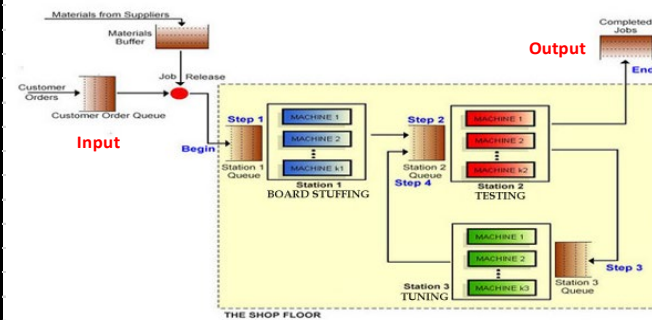 Materials from Suppliers
Materials
Buffer
Completed
Jobs
Output
End
Job Release
Customer
Orders
Customer Order Queue
Input
Begin
Step 1
Station 1
Queue
MACHINE 1
MACHINE 2
MACHINE k1
Station 1
BOARD STUFFING
Step 2
Station 2
Queue
Step 4
MACHINE 1
MACHINE 2
MACHINE k2
Station 2
TESTING
MACHINE 1
MACHINE 2
MACHINE k3
Station 3
TUNING
Step 3
Station 3
Queue
THE SHOP FLOOR